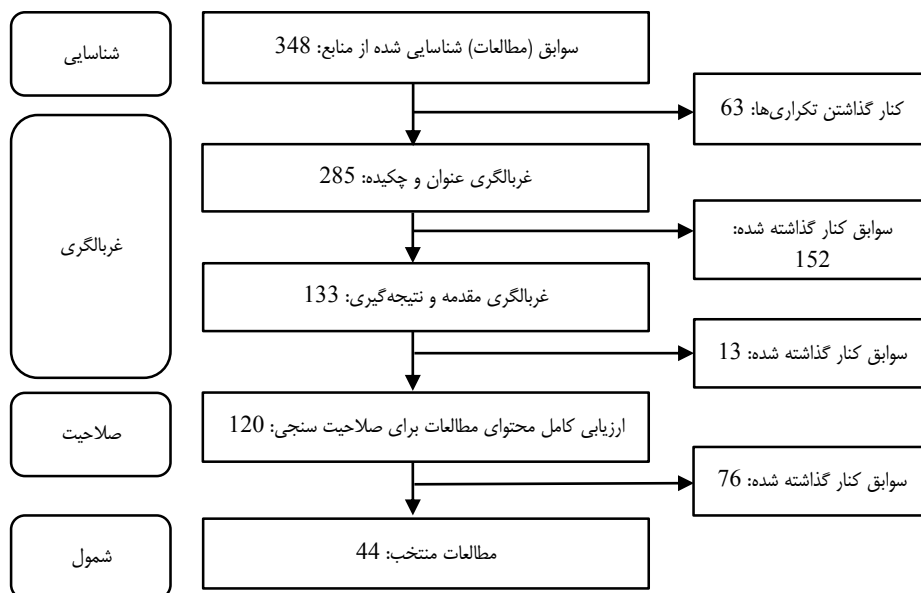 شناسایی
سوابق (مطالعات) شناسایی شده از منابع: 348
کنار گذاشتن تکراری‌ها: 63
غربالگری
غربالگری عنوان و چکیده: 285
سوابق کنار گذاشته شده:
152
غربالگری مقدمه و نتیجه‌گیری: 133
سوابق کنار گذاشته شده: 13
صلاحیت
ارزیابی کامل محتوای مطالعات برای صلاحیت سنجی: 120
سوابق کنار گذاشته شده: 76
شمول
مطالعات منتخب: 44